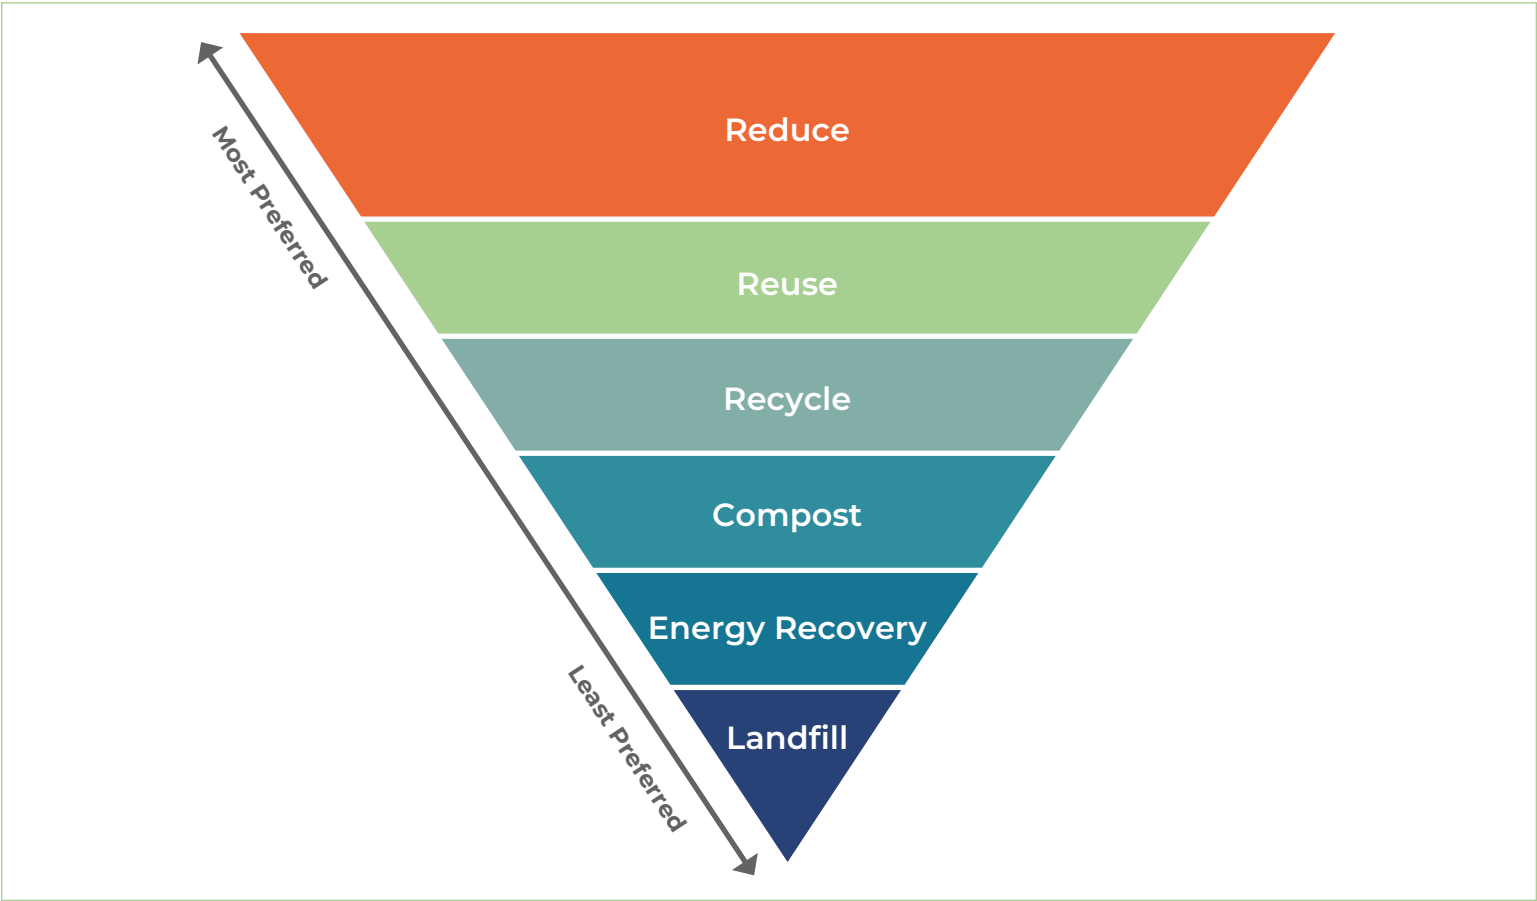 Most Preferred
Reduce
Reuse
Recycle
Compost
Energy Recovery
Least Preferred
Landfill